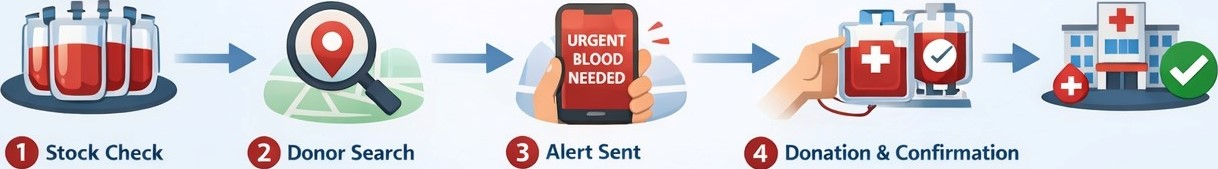 URGENT
BLOOD
NEEDED
1 Stock Check
2 Donor Search
3 Alert Sent
4 Donation & Confirmation